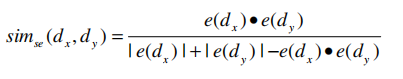 sim_se(d_x,d_y) = e(d_x)•e(d_y) / |e(d_x)|+|e(d_y)|−e(d_x)•e(d_y)